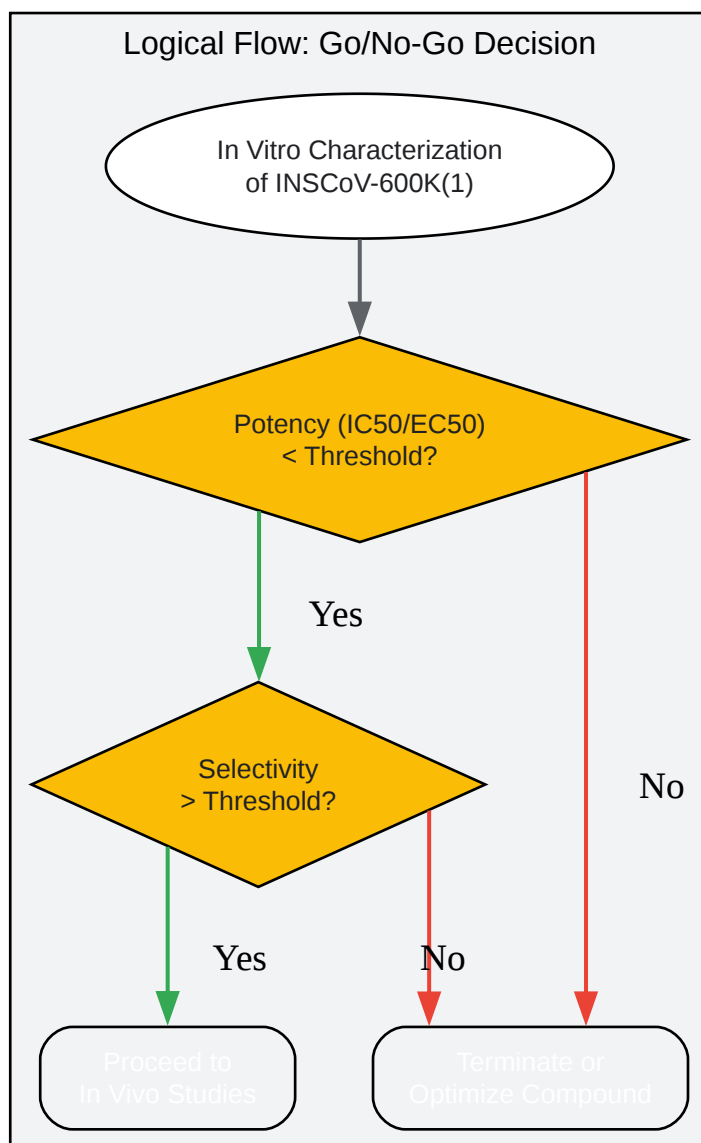 Logical Flow: Go/No-Go Decision
In Vitro Characterization
of INSCoV-600K(1)
Potency (IC50/EC50)
< Threshold?
Yes
Selectivity
> Threshold?
No
Yes
No
Proceed to
In Vivo Studies
Terminate or
Optimize Compound